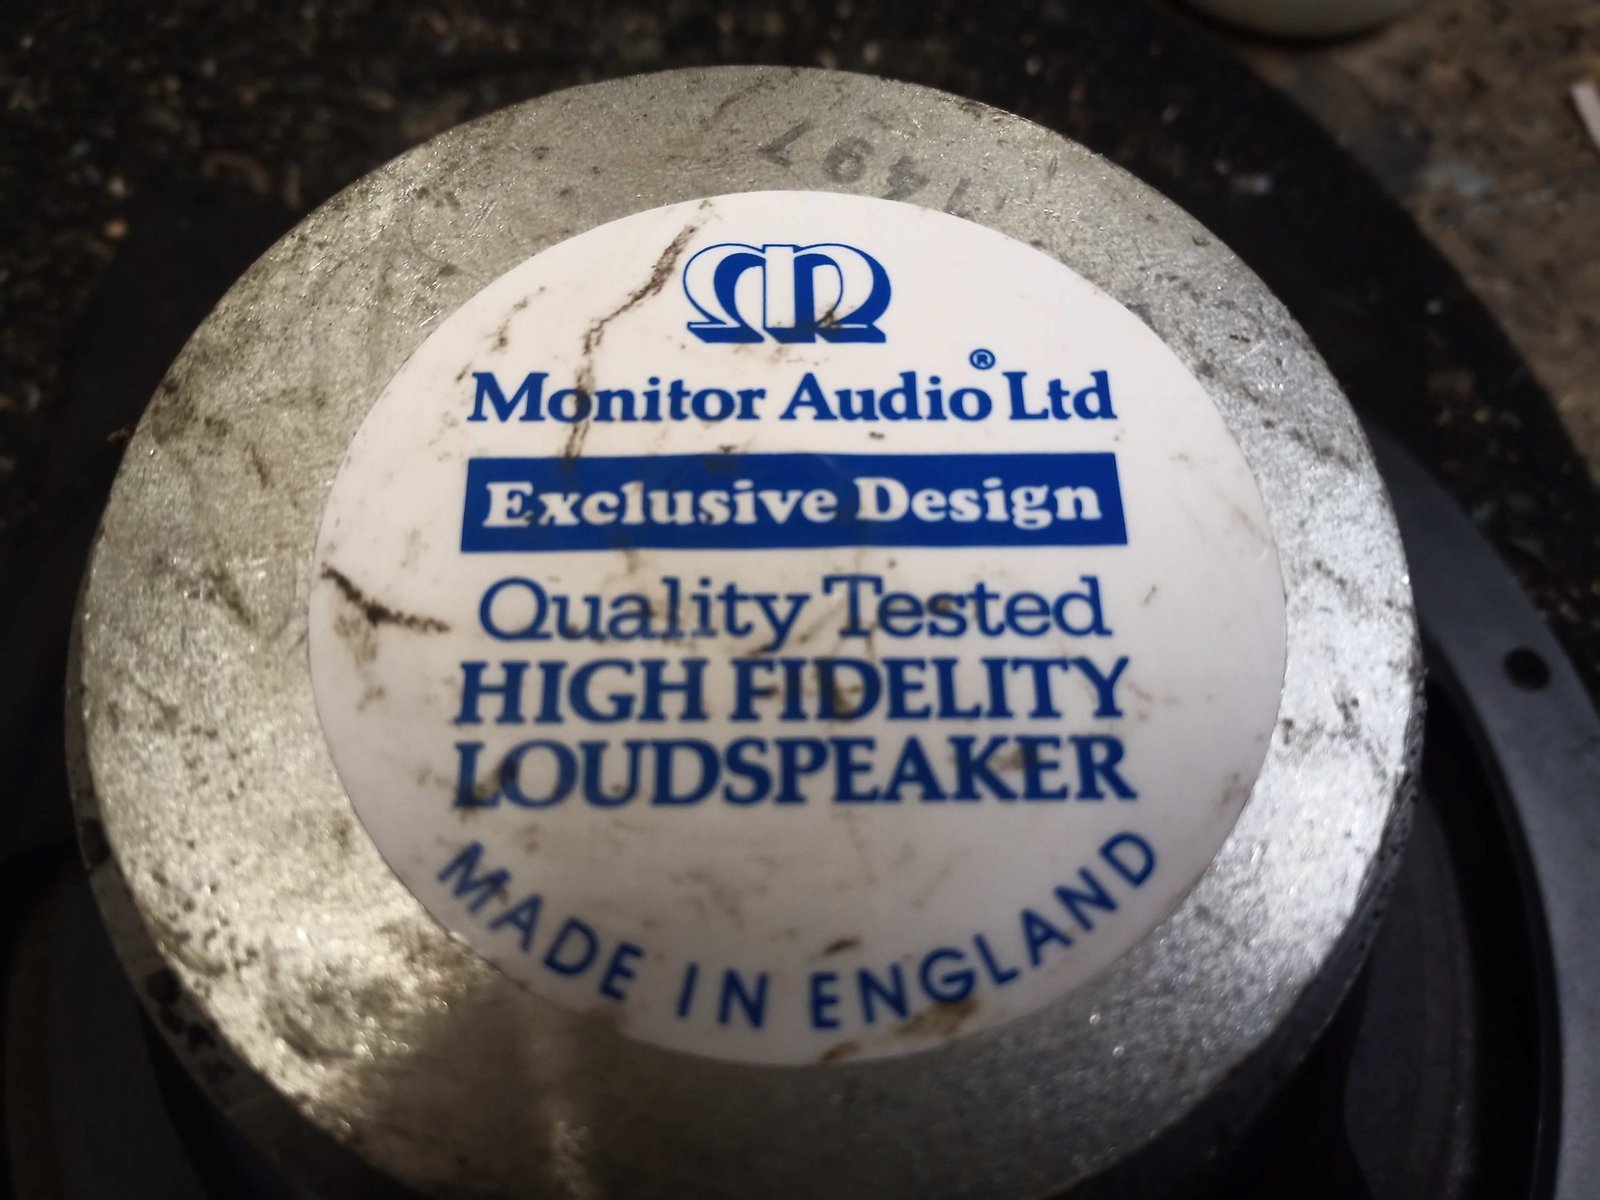 Monitor Audio® Ltd
Exclusive Design
Quality Tested
HIGH FIDELITY
LOUDSPEAKER
MADE IN ENGLAND